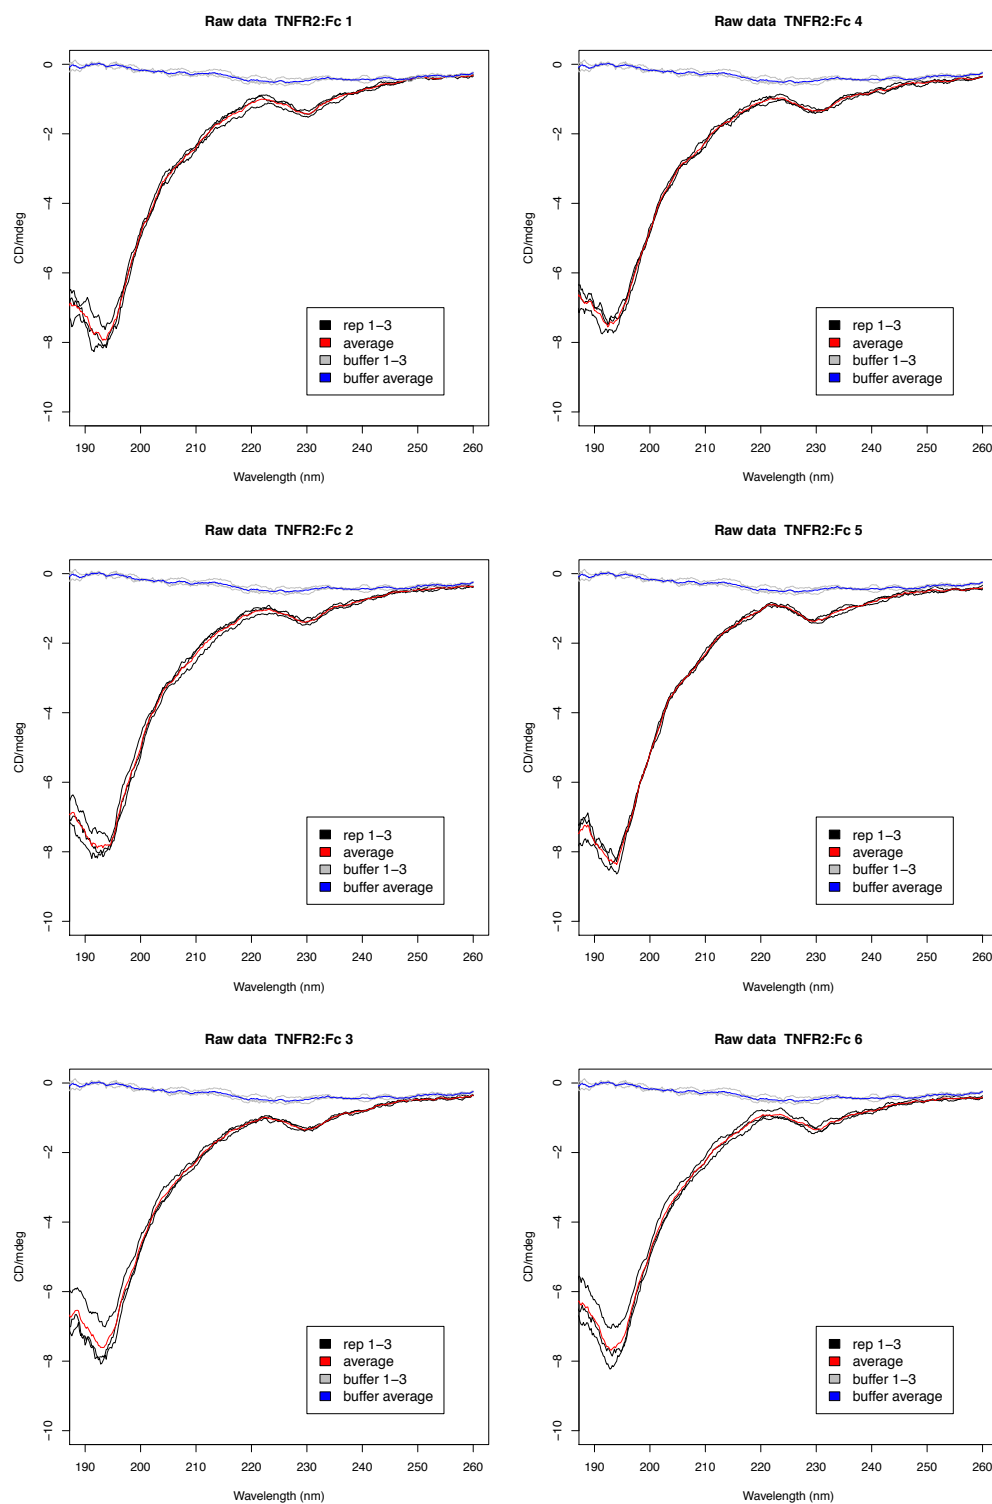 Raw data  TNFR2:Fc 1
CD/mdeg
0
−2
−4
−6
−8
−10
rep 1−3
average
buffer 1−3
buffer average
190 200 210 220 230 240 250 260
Wavelength (nm)
Raw data  TNFR2:Fc 4
CD/mdeg
0
−2
−4
−6
−8
−10
rep 1−3
average
buffer 1−3
buffer average
190 200 210 220 230 240 250 260
Wavelength (nm)
Raw data  TNFR2:Fc 2
CD/mdeg
0
−2
−4
−6
−8
−10
rep 1−3
average
buffer 1−3
buffer average
190 200 210 220 230 240 250 260
Wavelength (nm)
Raw data  TNFR2:Fc 5
CD/mdeg
0
−2
−4
−6
−8
−10
rep 1−3
average
buffer 1−3
buffer average
190 200 210 220 230 240 250 260
Wavelength (nm)
Raw data  TNFR2:Fc 3
CD/mdeg
0
−2
−4
−6
−8
−10
rep 1−3
average
buffer 1−3
buffer average
190 200 210 220 230 240 250 260
Wavelength (nm)
Raw data  TNFR2:Fc 6
CD/mdeg
0
−2
−4
−6
−8
−10
rep 1−3
average
buffer 1−3
buffer average
190 200 210 220 230 240 250 260
Wavelength (nm)